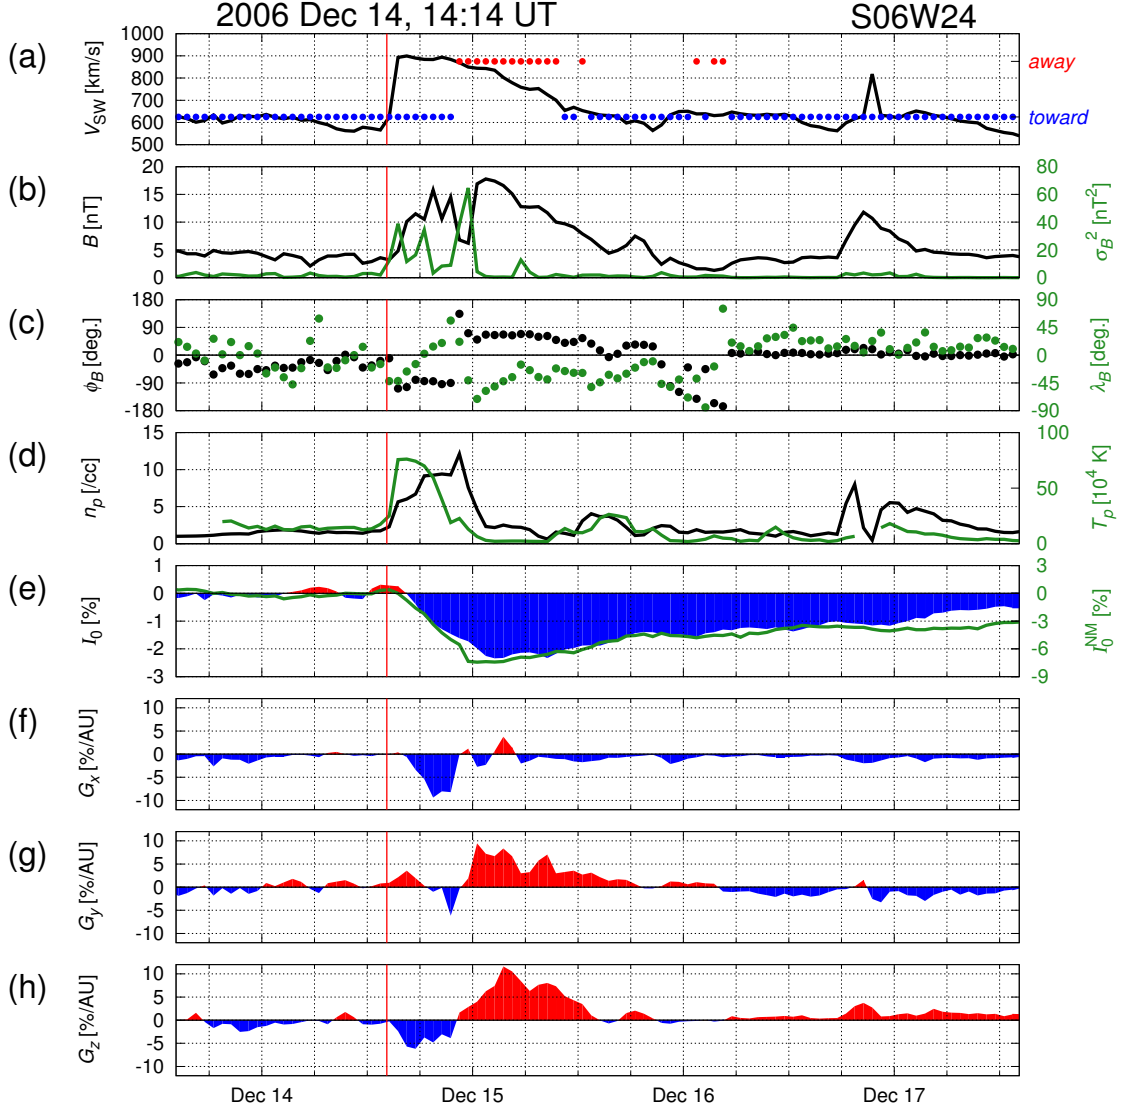 2006 Dec 14, 14:14 UT S06W24
(a) V_SW [km/s] 1000 900 800 700 600 500 away toward
(b) B [nT] 20 15 10 5 0 80 60 40 20 0 σ_B^2 [nT^2]
(c) ϕ_B [deg.] 180 90 0 -90 -180 90 45 0 -45 -90 λ_B [deg.]
(d) n_p [/cc] 15 10 5 0 100 50 0 T_p [10^4 K]
(e) I_0 [%] 1 0 -1 -2 -3 3 0 -3 -6 -9 I_0^NM [%]
(f) G_x [%/AU] 10 5 0 -5 -10
(g) G_y [%/AU] 10 5 0 -5 -10
(h) G_z [%/AU] 10 5 0 -5 -10
Dec 14 Dec 15 Dec 16 Dec 17